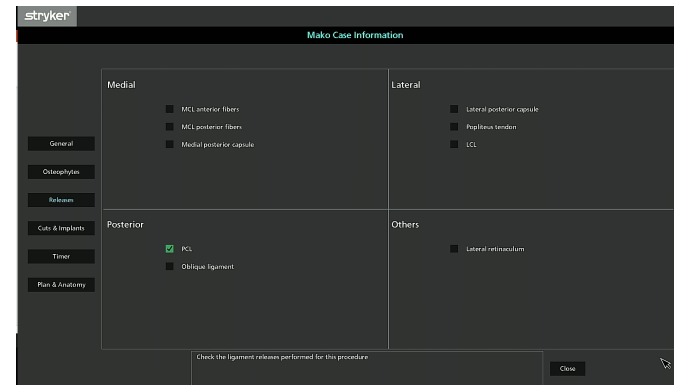 stryker
Mako Case Information
Medial
MCL anterior fibers
MCL posterior fibers
Medial posterior capsule
Lateral
Lateral posterior capsule
Popliteus tendon
LCL
General
Osteophytes
Releases
Cuts & Implants
Timer
Plan & Anatomy
Posterior
PCL
Oblique ligament
Others
Lateral retinaculum
Check the ligament releases performed for this procedure
Close